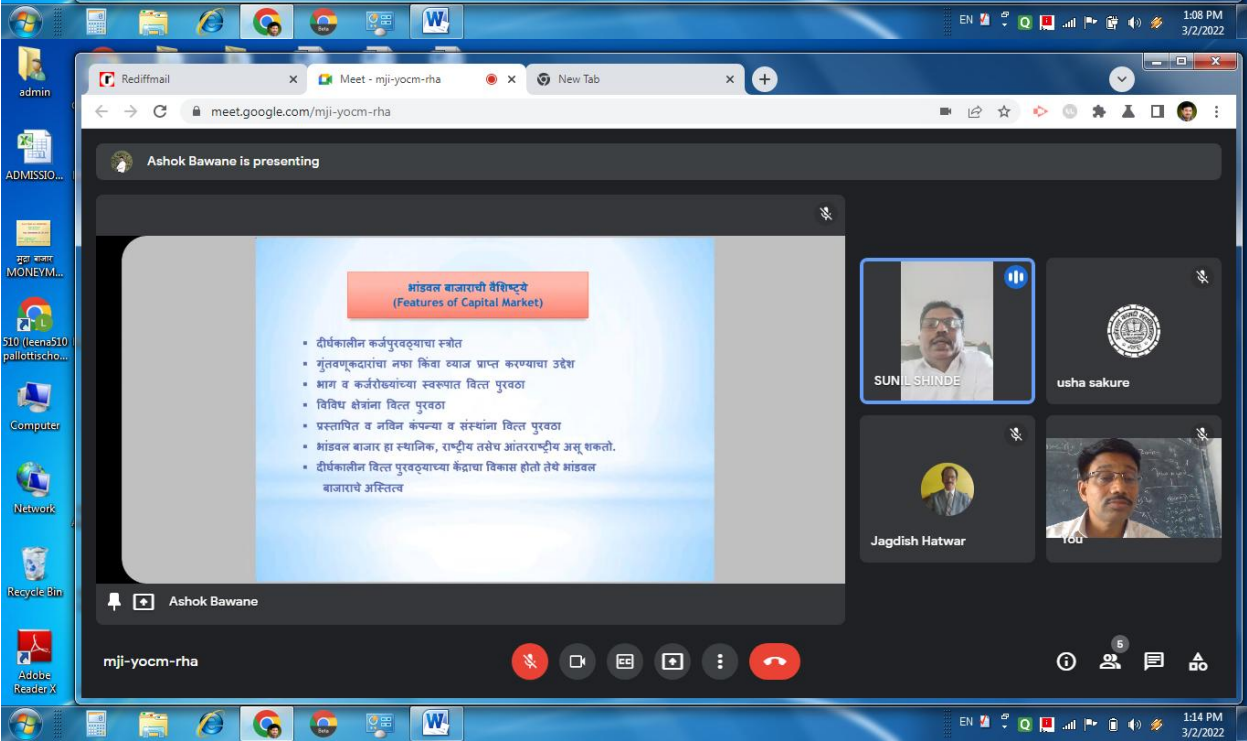 EN
1:08 PM
3/2/2022
admin
Rediffmail
Meet - mji-yocm-rha
New Tab
meet.google.com/mji-yocm-rha
ADMISSIO...
Ashok Bawane is presenting
मुद्रा बाजार
MONEYM...
भांडवल बाजाराची वैशिष्ट्ये
(Features of Capital Market)
दीर्घकालीन कर्जपुरवठ्याचा स्त्रोत
गुंतवणूकदारांचा नफा किंवा व्याज प्राप्त करण्याचा उद्देश
भाग व कर्जरोख्यांच्या स्वरूपात वित्त पुरवठा
विविध क्षेत्रांना वित्त पुरवठा
प्रस्तापित व नविन कंपन्या व संस्थांना वित्त पुरवठा
भांडवल बाजार हा स्थानिक, राष्ट्रीय तसेच आंतरराष्ट्रीय असू शकतो.
दीर्घकालीन वित्त पुरवठ्याच्या केंद्राचा विकास होतो तेथे भांडवल
बाजाराचे अस्तित्व
SUNIL SHINDE
usha sakure
510 (leena510
pallottischo...
Computer
Network
Jagdish Hatwar
You
Recycle Bin
Ashok Bawane
Adobe
Reader X
mji-yocm-rha
5
EN
1:14 PM
3/2/2022